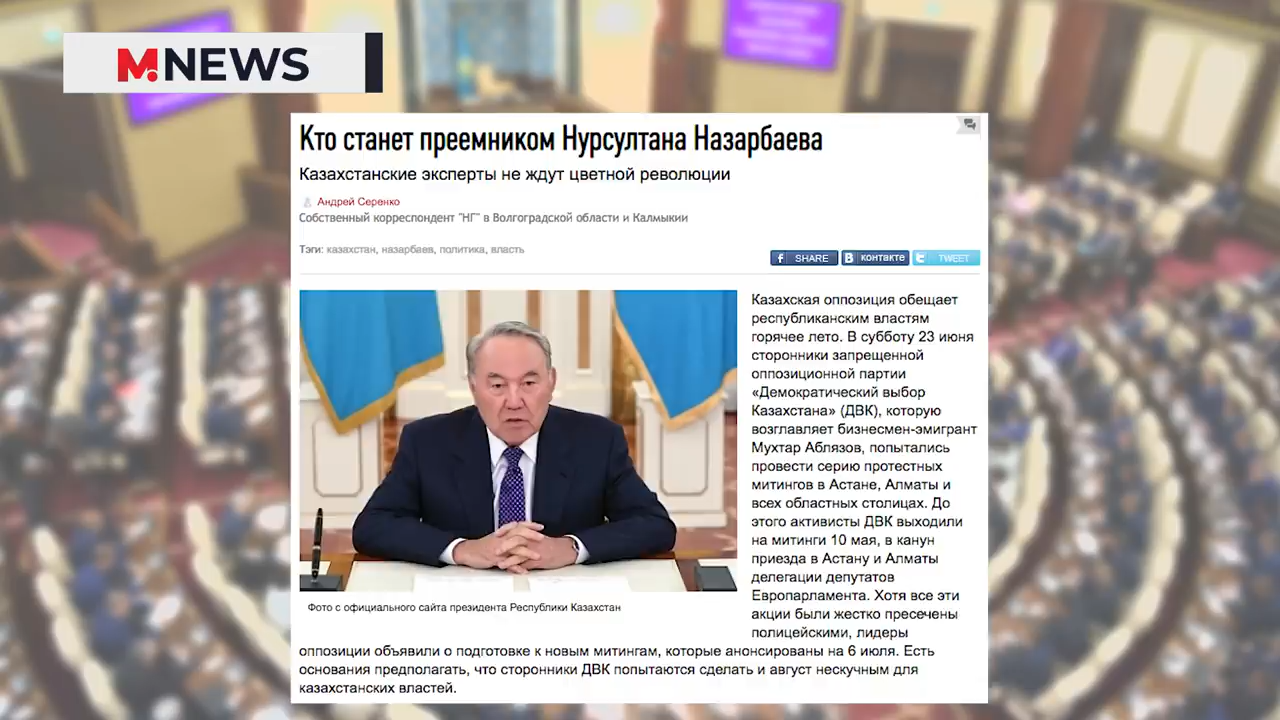 M.NEWS
Кто станет преемником Нурсултана Назарбаева
Казахстанские эксперты не ждут цветной революции
Андрей Серенко
Собственный корреспондент "НГ" в Волгоградской области и Калмыкии
Тэги: казахстан, назарбаев, политика, власть
f SHARE
В контакте
t TWEET
Казахская оппозиция обещает
республиканским властям
горячее лето. В субботу 23 июня
сторонники запрещенной
оппозиционной партии
«Демократический выбор
Казахстана» (ДВК), которую
возглавляет бизнесмен-эмигрант
Мухтар Аблязов, попытались
провести серию протестных
митингов в Астане, Алматы и
всех областных столицах. До
этого активисты ДВК выходили
на митинги 10 мая, в канун
приезда в Астану и Алматы
делегации депутатов
Европарламента. Хотя все эти
акции были жестко пресечены
полицейскими, лидеры
Фото с официального сайта президента Республики Казахстан
оппозиции объявили о подготовке к новым митингам, которые анонсированы на 6 июля. Есть
основания предполагать, что сторонники ДВК попытаются сделать и август нескучным для
казахстанских властей.